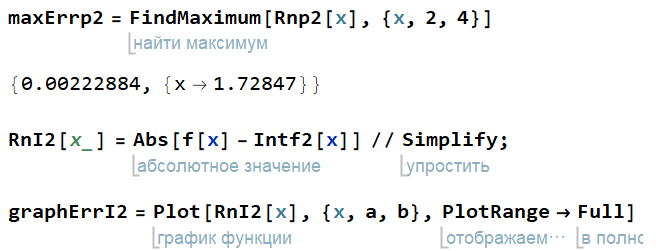 maxErrp2 = FindMaximum[Rnp2[x], {x, 2, 4}]
найти максимум
{0.00222884, {x → 1.72847}}
RnI2[x_] = Abs[f[x] - Intf2[x]] // Simplify;
абсолютное значение упростить
graphErrI2 = Plot[RnI2[x], {x, a, b}, PlotRange → Full]
график функции отображаем… в полно